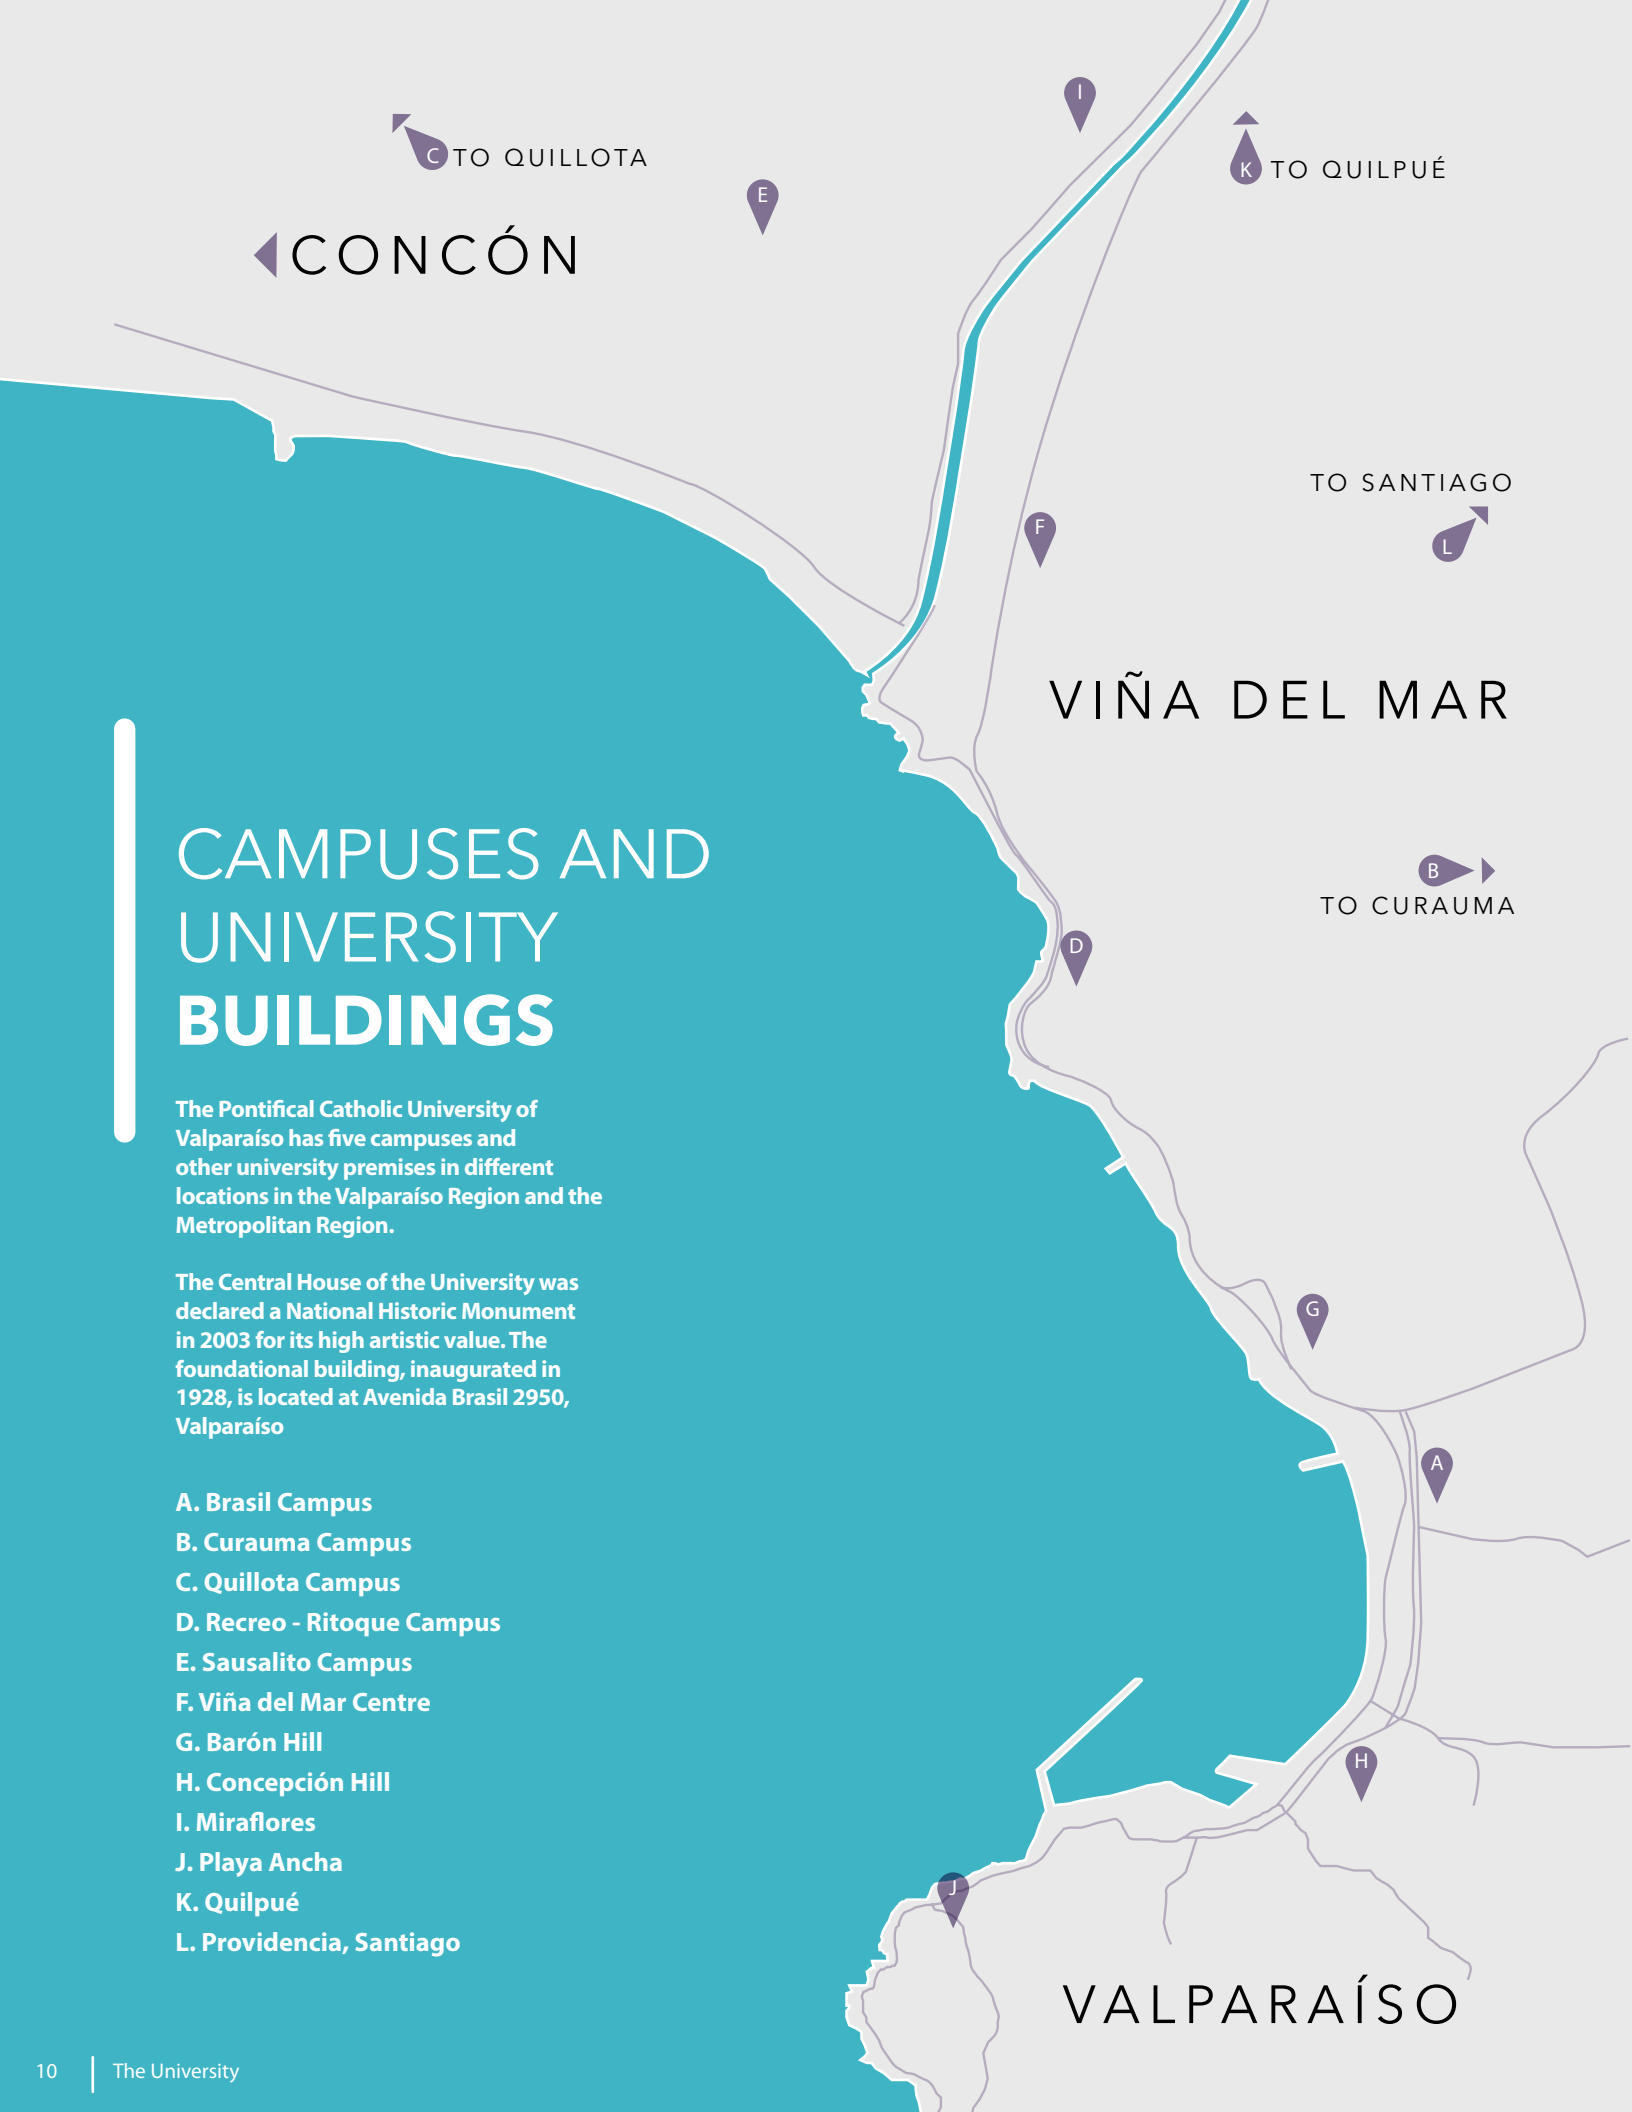 I
C TO QUILLOTA
K TO QUILPUÉ
E
CONCÓN
TO SANTIAGO
F
L
VIÑA DEL MAR
B
TO CURAUMA
D
CAMPUSES AND
UNIVERSITY
BUILDINGS
The Pontifical Catholic University of
Valparaíso has five campuses and
other university premises in different
locations in the Valparaíso Region and the
Metropolitan Region.
The Central House of the University was
declared a National Historic Monument
in 2003 for its high artistic value. The
foundational building, inaugurated in
1928, is located at Avenida Brasil 2950,
Valparaíso
G
A
A. Brasil Campus
B. Curauma Campus
C. Quillota Campus
D. Recreo - Ritoque Campus
E. Sausalito Campus
F. Viña del Mar Centre
G. Barón Hill
H. Concepción Hill
I. Miraflores
J. Playa Ancha
K. Quilpué
L. Providencia, Santiago
H
J
VALPARAÍSO
10
The University